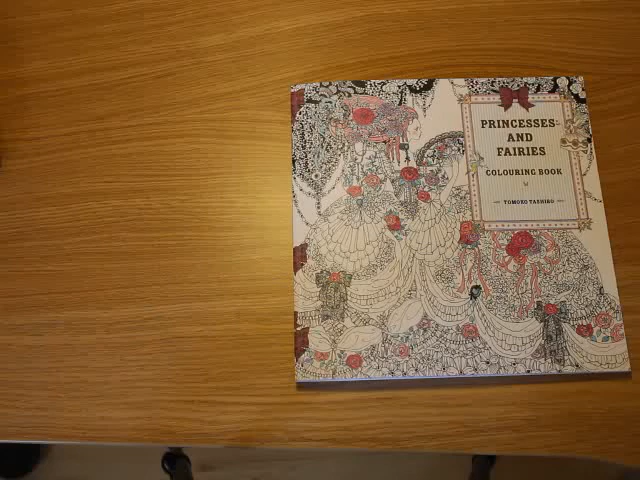 PRINCESSES
AND
FAIRIES
COLOURING BOOK
TOMOKO TASHIRO